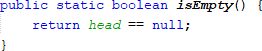 public static boolean isEmpty() {
    return head == null;
}